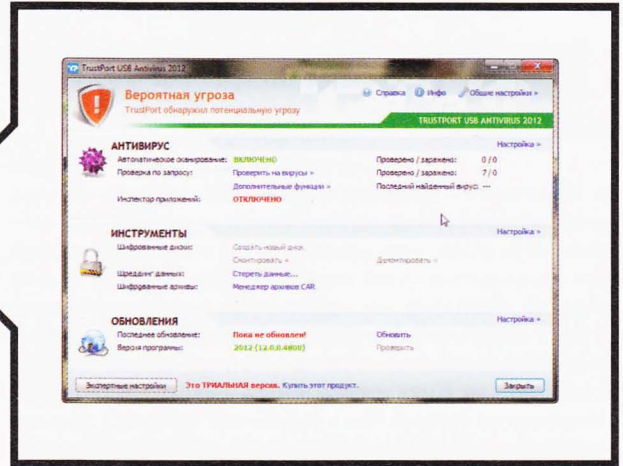 TrustPort USB Antivirus 2012
Вероятная угроза
TrustPort обнаружил потенциальную угрозу
Справка Инфо Общие настройки »
TRUSTPORT USB ANTIVIRUS 2012
АНТИВИРУС Настройка »
Автоматическое сканирование: ВКЛЮЧЕНО Проверено / заражено: 0/0
Проверка по запросу: Проверить на вирусы » Проверено / заражено: 7/0
Дополнительные функции » Последний найденный вирус: ---
Инспектор приложений: ОТКЛЮЧЕНО
ИНСТРУМЕНТЫ Настройка »
Шифрованные диски: Создать новый диск
Смонтировать » Демонтировать »
Шреддинг данных: Стереть данные...
Шифрованные архивы: Менеджер архивов CAR
ОБНОВЛЕНИЯ Настройка »
Последнее обновление: Пока не обновлен! Обновить
Версия программы: 2012 (12.0.0.4800) Проверить
Экспертные настройки Это ТРИАЛЬНАЯ версия. Купить этот продукт. Закрыть